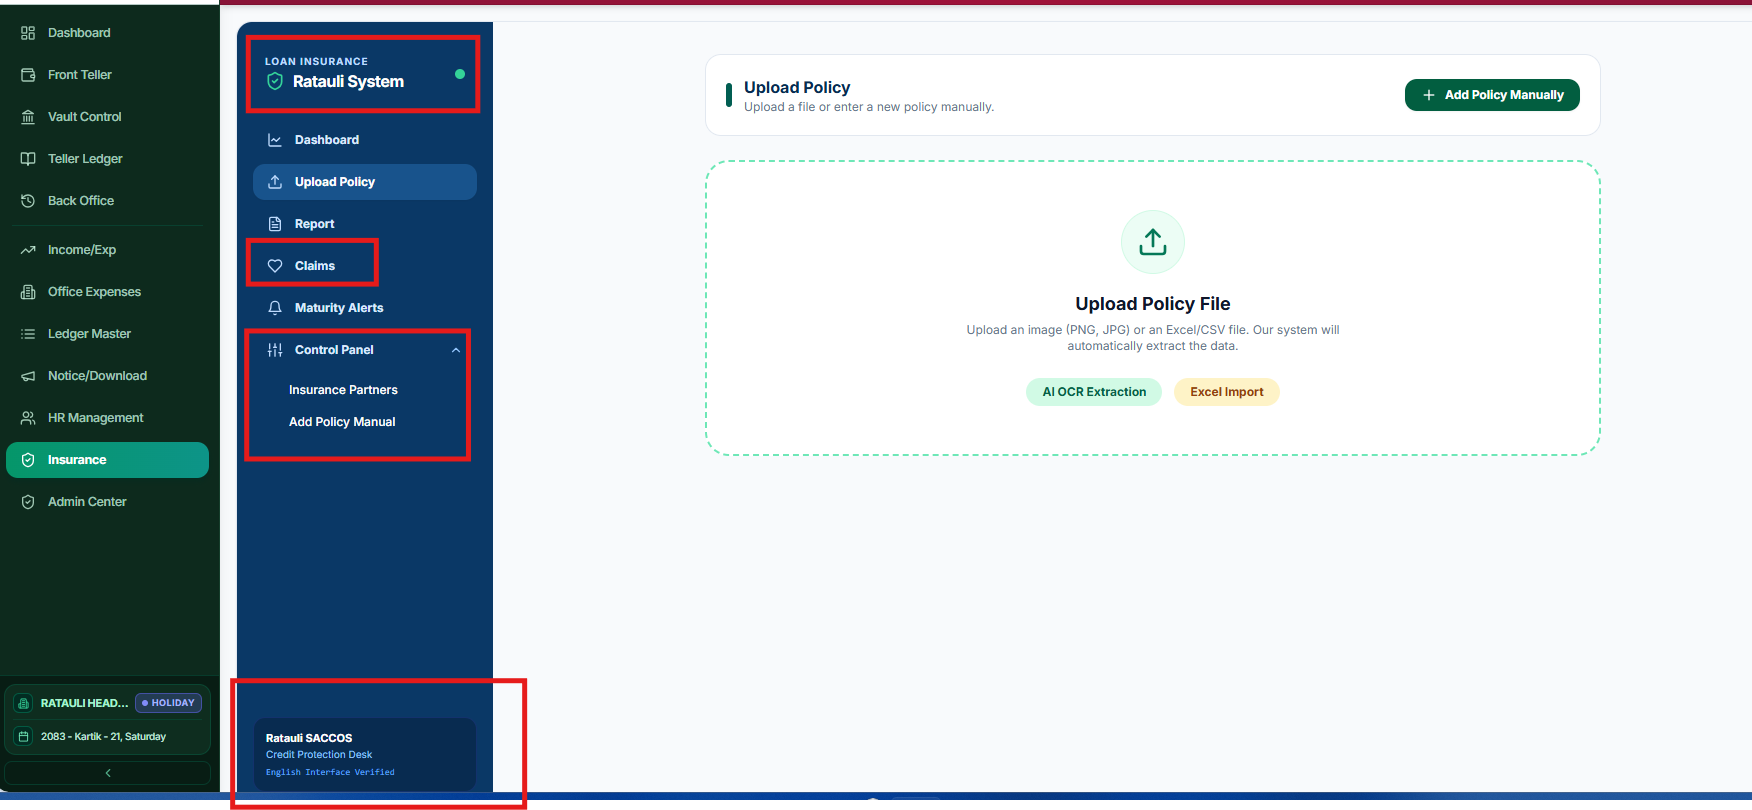 Dashboard
Front Teller
Vault Control
Teller Ledger
Back Office
Income/Exp
Office Expenses
Ledger Master
Notice/Download
HR Management
Insurance
Admin Center
RATAULI HEAD...
HOLIDAY
2083 - Kartik - 21, Saturday
LOAN INSURANCE
Ratauli System
Dashboard
Upload Policy
Report
Claims
Maturity Alerts
Control Panel
Insurance Partners
Add Policy Manual
Ratauli SACCOS
Credit Protection Desk
English Interface Verified
Upload Policy
Upload a file or enter a new policy manually.
Add Policy Manually
Upload Policy File
Upload an image (PNG, JPG) or an Excel/CSV file. Our system will
automatically extract the data.
AI OCR Extraction
Excel Import